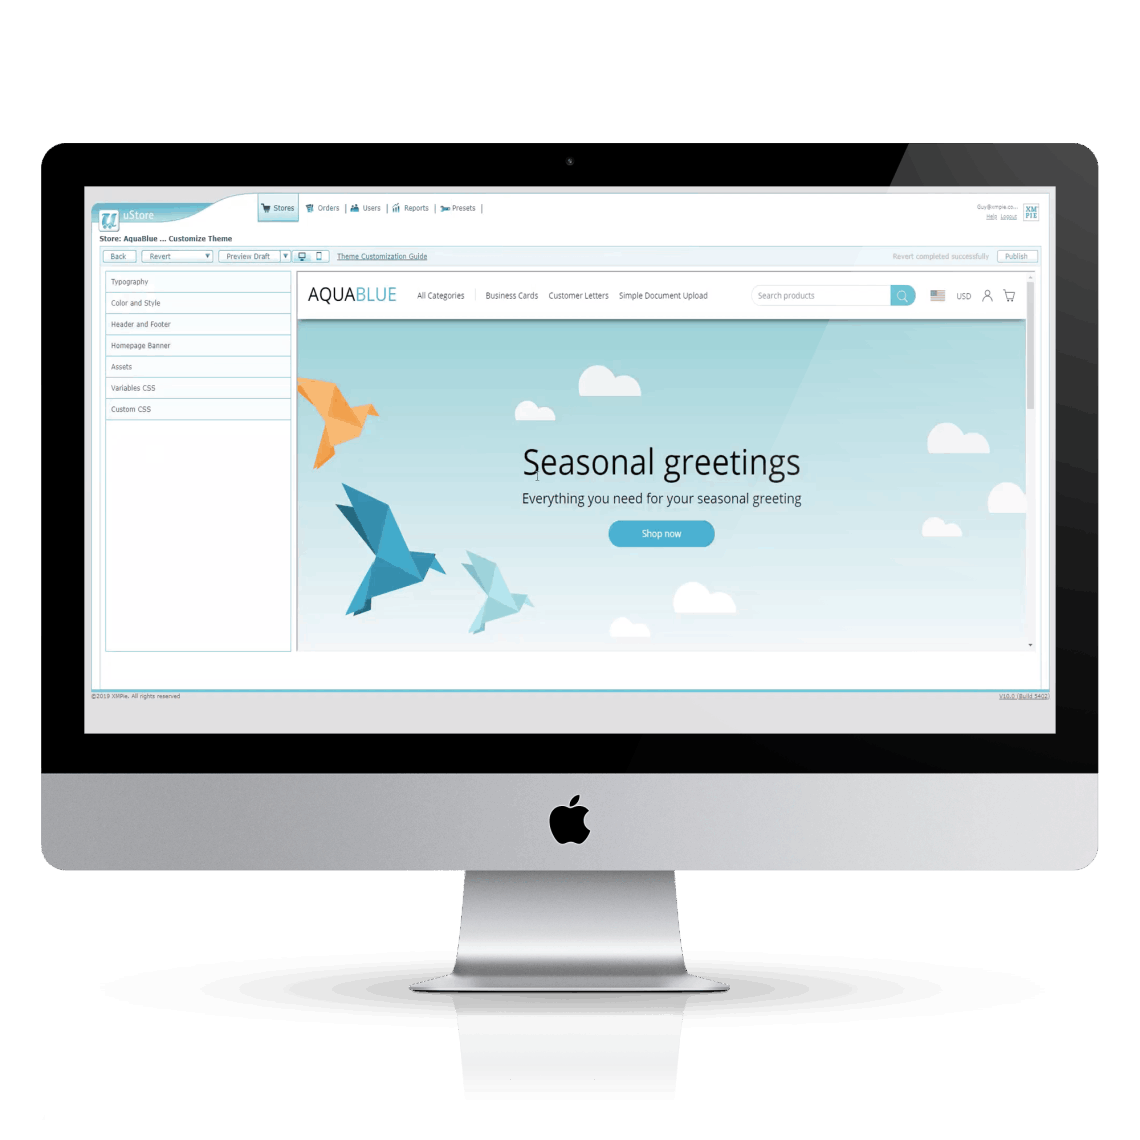 uStore
Stores Orders Users Reports Presets
Guy@xmpie.co...
Help Logout
XM
PIE
Store: AquaBlue ... Customize Theme
Back Revert Preview Draft Theme Customization Guide Revert completed successfully Publish
Typography
Color and Style
Header and Footer
Homepage Banner
Assets
Variables CSS
Custom CSS
AQUABLUE All Categories Business Cards Customer Letters Simple Document Upload Search products USD
Seasonal greetings
Everything you need for your seasonal greeting
Shop now
©2019 XMPie. All rights reserved
V10.0 (Build 5402)